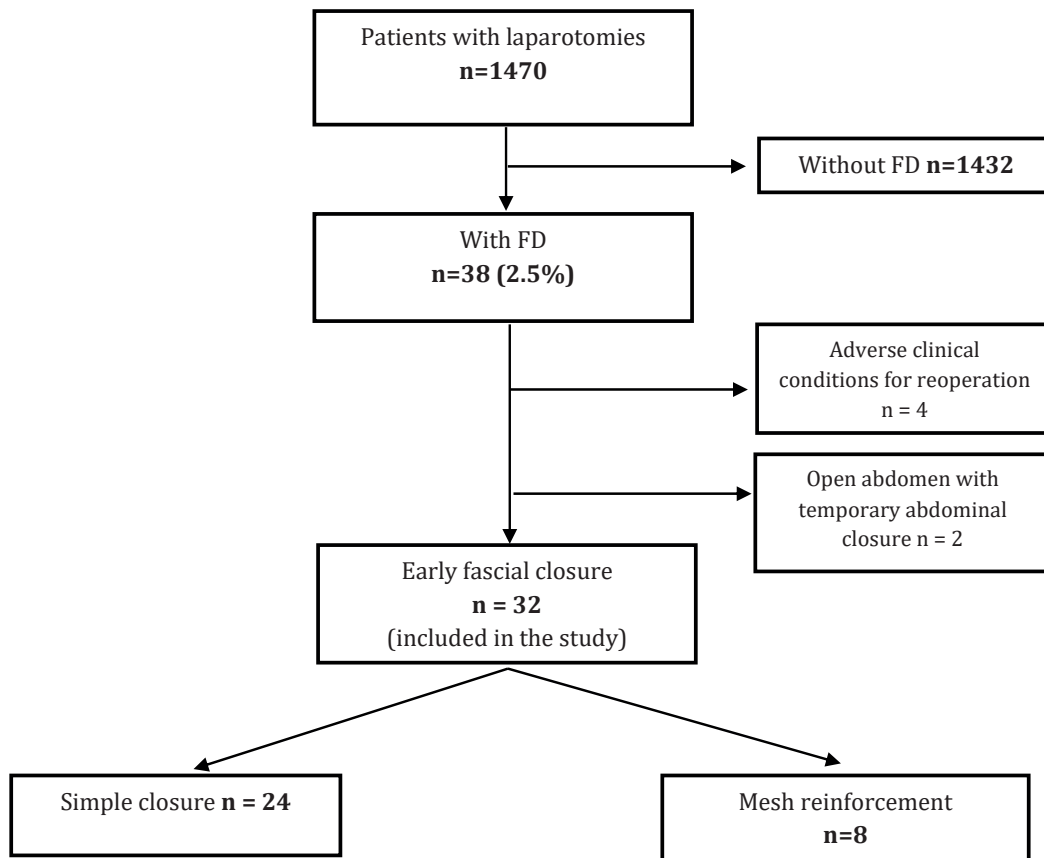 Patients with laparotomies
n=1470
Without FD n=1432
With FD
n=38 (2.5%)
Adverse clinical
conditions for reoperation
n = 4
Open abdomen with
temporary abdominal
closure n = 2
Early fascial closure
n = 32
(included in the study)
Simple closure n = 24
Mesh reinforcement
n=8